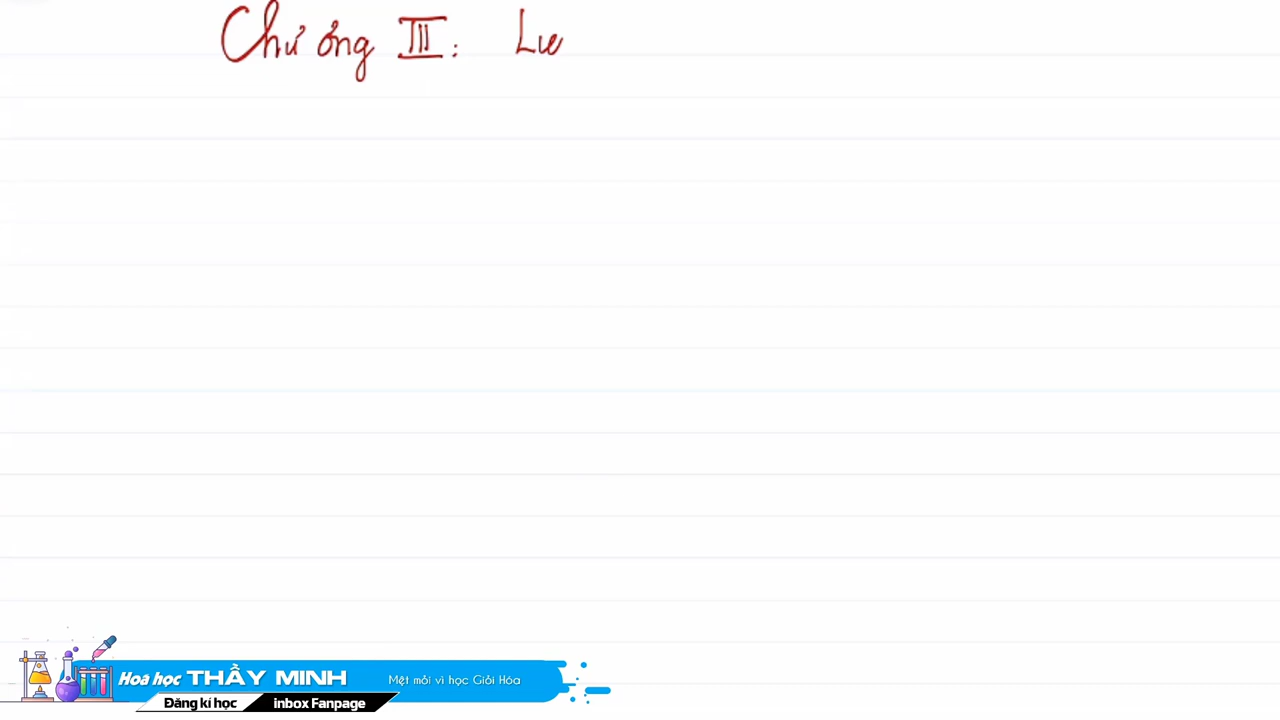 Chương III: Lư
Hoá học THẦY MINH
Mệt mỏi vì học Giỏi Hóa
Đăng kí học inbox Fanpage